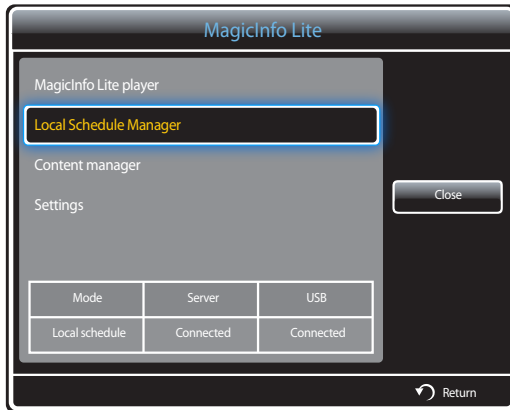 MagicInfo Lite
MagicInfo Lite player
Local Schedule Manager
Content manager
Settings
Close
Mode Server USB
Local schedule Connected Connected
Return